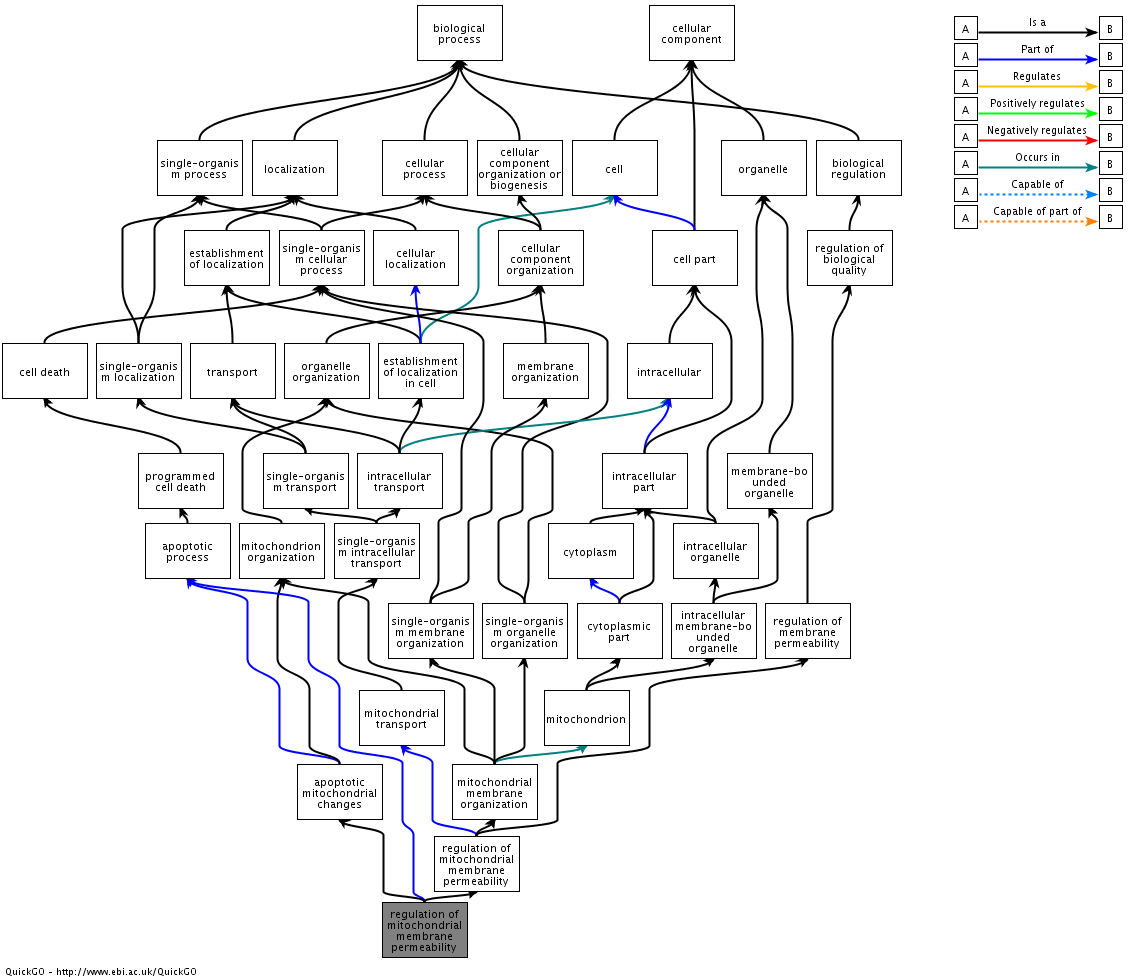 biological
process
cellular
component
A
Is a
B
A
Part of
B
A
Regulates
B
A
Positively regulates
B
A
Negatively regulates
B
A
Occurs in
B
A
Capable of
B
A
Capable of part of
B
single-organis
m process
localization
cellular
process
cellular
component
organization or
biogenesis
cell
organelle
biological
regulation
establishment
of localization
single-organis
m cellular
process
cellular
localization
cellular
component
organization
cell part
regulation of
biological
quality
cell death
single-organis
m localization
transport
organelle
organization
establishment
of localization
in cell
membrane
organization
intracellular
programmed
cell death
single-organis
m transport
intracellular
transport
intracellular
part
membrane-bo
unded
organelle
apoptotic
process
mitochondrion
organization
single-organis
m intracellular
transport
cytoplasm
intracellular
organelle
single-organis
m membrane
organization
single-organis
m organelle
organization
cytoplasmic
part
intracellular
membrane-bo
unded
organelle
regulation of
membrane
permeability
mitochondrial
transport
mitochondrion
apoptotic
mitochondrial
changes
mitochondrial
membrane
organization
regulation of
mitochondrial
membrane
permeability
regulation of
mitochondrial
membrane
permeability
QuickGO - http://www.ebi.ac.uk/QuickGO